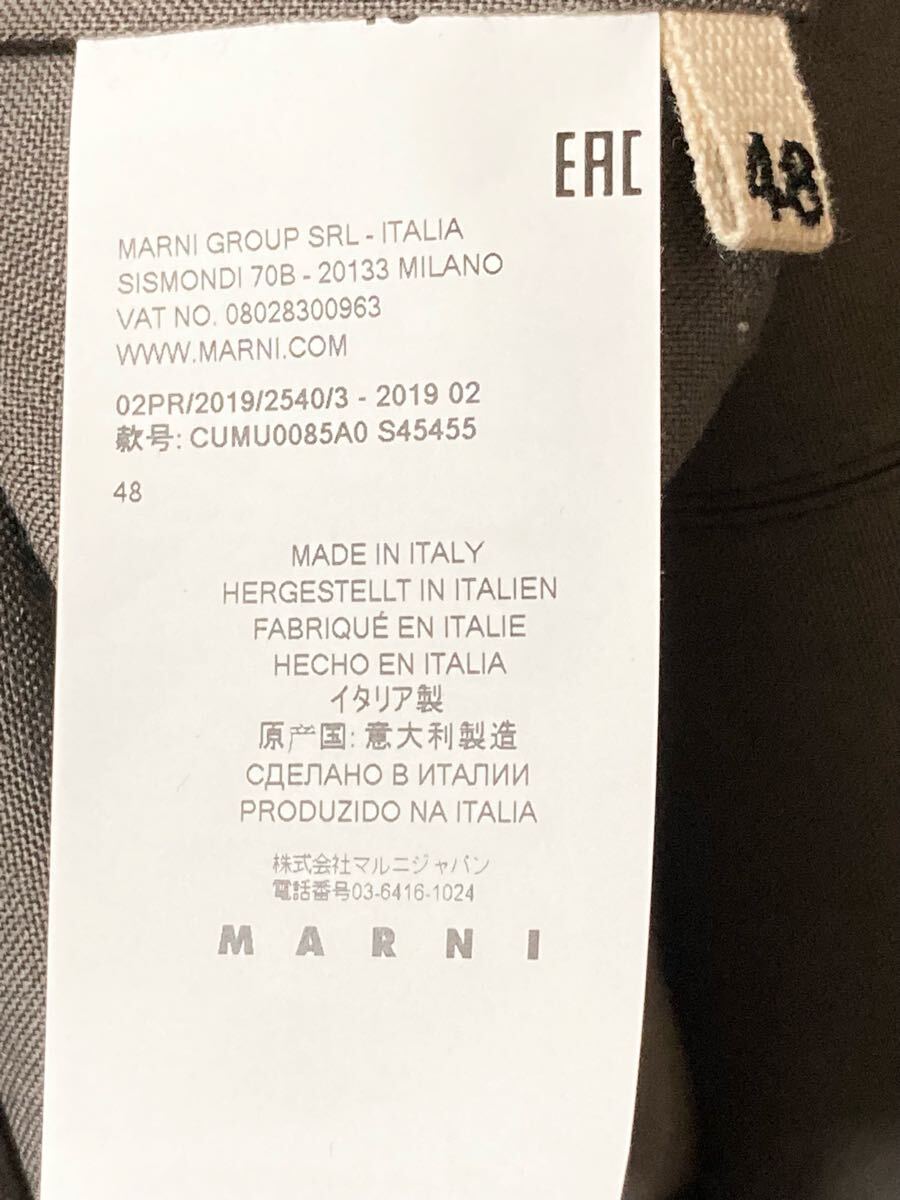 EAC
48
MARNI GROUP SRL - ITALIA
SISMONDI 70B - 20133 MILANO
VAT NO. 08028300963
WWW.MARNI.COM
02PR/2019/2540/3 - 2019 02
款号: CUMU0085A0 S45455
48
MADE IN ITALY
HERGESTELLT IN ITALIEN
FABRIQUÉ EN ITALIE
HECHO EN ITALIA
イタリア製
原产国: 意大利製造
СДЕЛАНО В ИТАЛИИ
PRODUZIDO NA ITALIA
株式会社マルニジャパン
電話番号03-6416-1024
MARNI